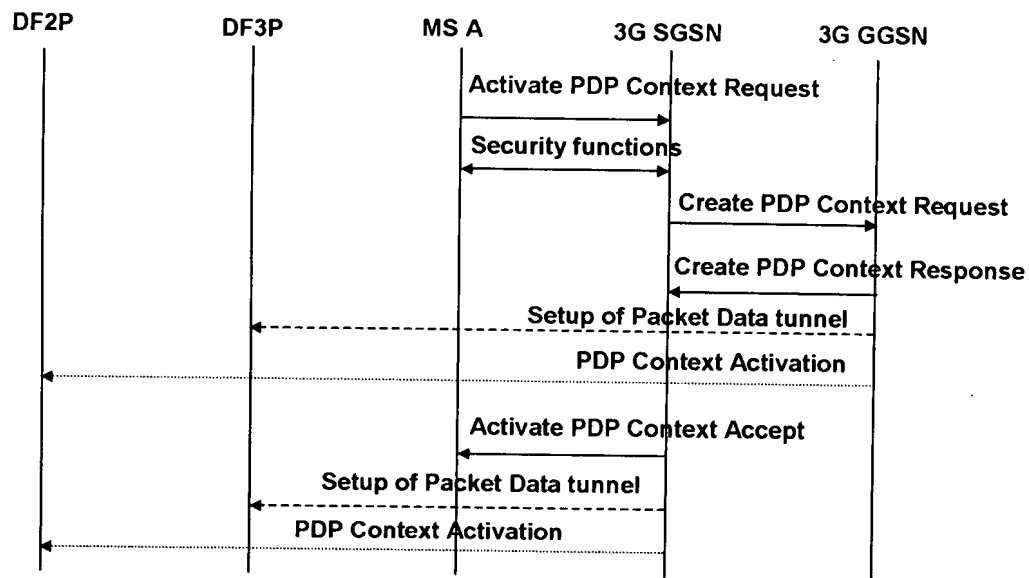 DF2P
DF3P
MS A
3G SGSN
3G GGSN
Activate PDP Context Request
Security functions
Create PDP Context Request
Create PDP Context Response
Setup of Packet Data tunnel
PDP Context Activation
Activate PDP Context Accept
Setup of Packet Data tunnel
PDP Context Activation